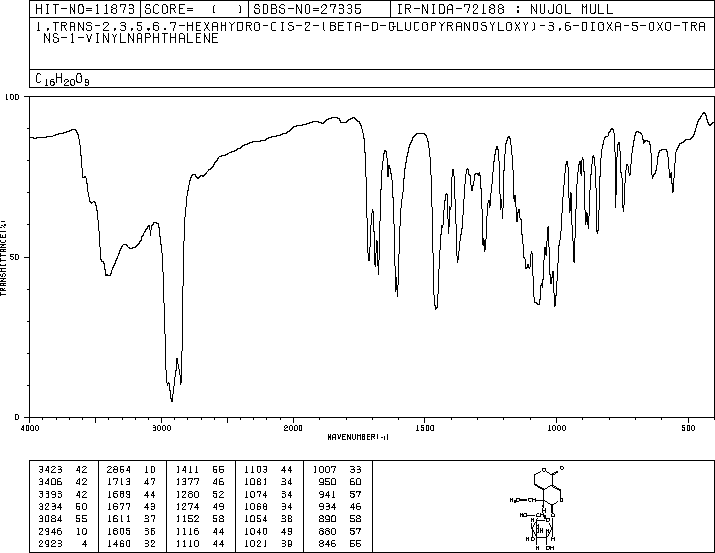 HIT-NO=11873 SCORE= ( ) SDBS-NO=27335 IR-NIDA-72188 : NUJOL MULL
1,TRANS-2,3,5,6,7-HEXAHYDRO-CIS-2-(BETA-D-GLUCOPYRANOSYLOXY)-3,6-DIOXA-5-OXO-TRA
NS-1-VINYLNAPHTHALENE
C16H20O9
100
TRANSMITTANCE(%)
50
0
4000 3000 2000 1500 1000 500
WAVENUMBER(-1)
3423 42 2864 10 1411 66 1103 44 1007 33
3406 42 1713 47 1377 46 1081 34 950 60
3393 42 1689 44 1280 52 1074 34 941 57
3234 60 1677 43 1274 49 1068 34 934 46
3084 55 1611 37 1152 58 1054 38 890 58
2946 10 1605 36 1116 44 1040 49 880 57
2923 4 1460 32 1110 44 1021 39 846 55